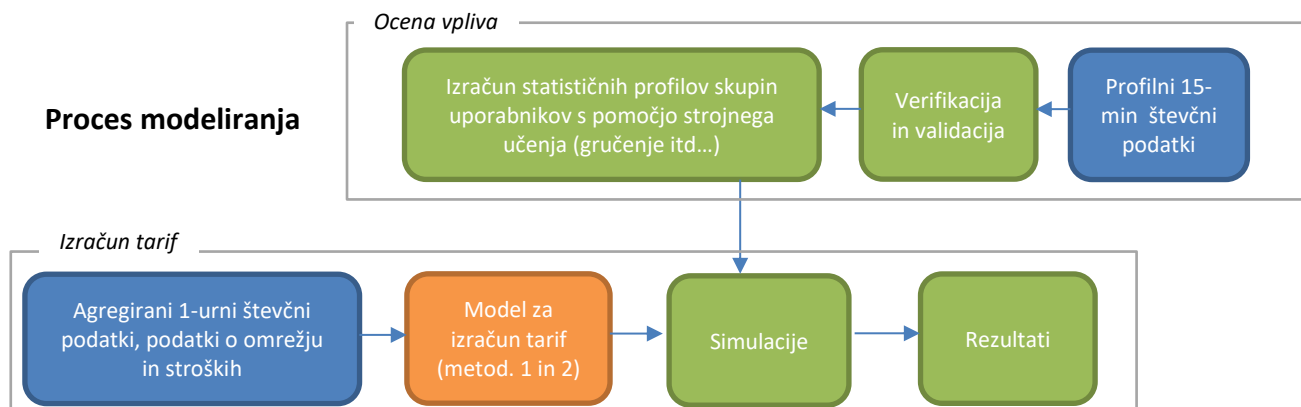 Ocena vpliva
Proces modeliranja
Izračun statističnih profilov skupin
uporabnikov s pomočjo strojnega
učenja (gručenje itd…)
Verifikacija
in validacija
Profilni 15-
min števčni
podatki
Izračun tarif
Agregirani 1-urni števčni
podatki, podatki o omrežju
in stroških
Model za
izračun tarif
(metod. 1 in 2)
Simulacije
Rezultati